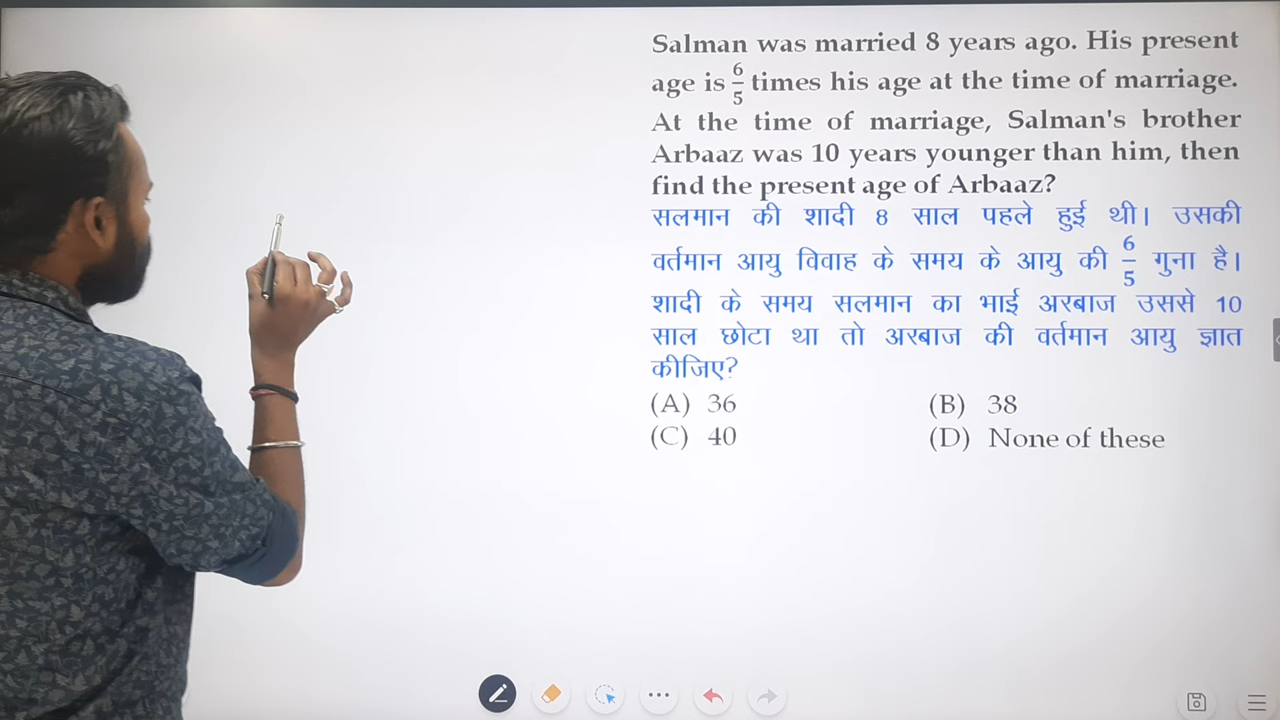 Salman was married 8 years ago. His present
age is 6/5 times his age at the time of marriage.
At the time of marriage, Salman's brother
Arbaaz was 10 years younger than him, then
find the present age of Arbaaz?
सलमान की शादी 8 साल पहले हुई थी। उसकी
वर्तमान आयु विवाह के समय के आयु की 6/5 गुना है।
शादी के समय सलमान का भाई अरबाज उससे 10
साल छोटा था तो अरबाज की वर्तमान आयु ज्ञात
कीजिए?
(A) 36 (B) 38
(C) 40 (D) None of these